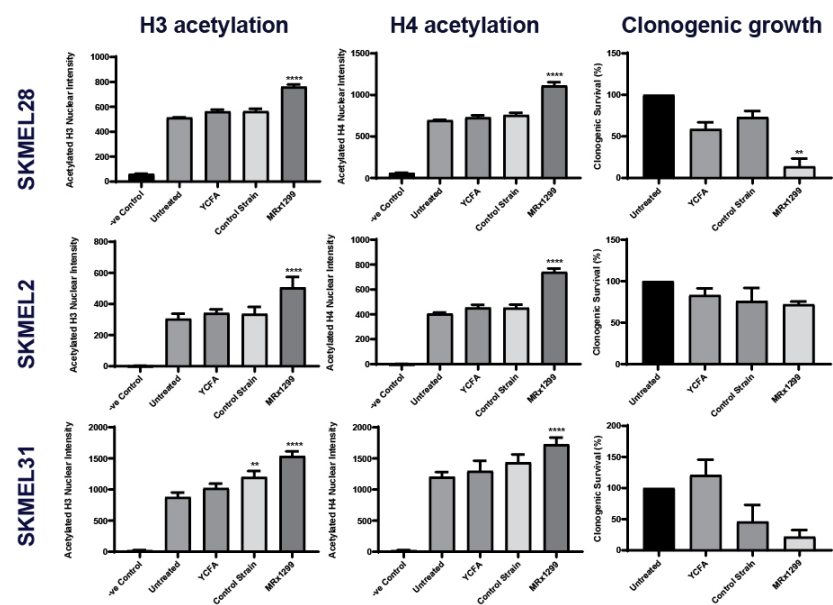 H3 acetylation
H4 acetylation
Clonogenic growth
SKMEL28
Acetylated H3 Nuclear Intensity
1000
800
600
400
200
0
****
-ve Control
Untreated
YCFA
Control Strain
MRx1299
Acetylated H4 Nuclear Intensity
1500
1000
500
0
****
-ve Control
Untreated
YCFA
Control Strain
MRx1299
Clonogenic Survival (%)
150
100
50
0
**
Untreated
YCFA
Control Strain
MRx1299
SKMEL2
Acetylated H3 Nuclear Intensity
800
600
400
200
0
****
-ve Control
Untreated
YCFA
Control Strain
MRx1299
Acetylated H4 Nuclear Intensity
1000
800
600
400
200
0
****
-ve Control
Untreated
YCFA
Control Strain
MRx1299
Clonogenic Survival (%)
150
100
50
0
Untreated
YCFA
Control Strain
MRx1299
SKMEL31
Acetylated H3 Nuclear Intensity
2000
1500
1000
500
0
**
****
-ve Control
Untreated
YCFA
Control Strain
MRx1299
Acetylated H4 Nuclear Intensity
2000
1500
1000
500
0
****
-ve Control
Untreated
YCFA
Control Strain
MRx1299
Clonogenic Survival (%)
200
150
100
50
0
Untreated
YCFA
Control Strain
MRx1299